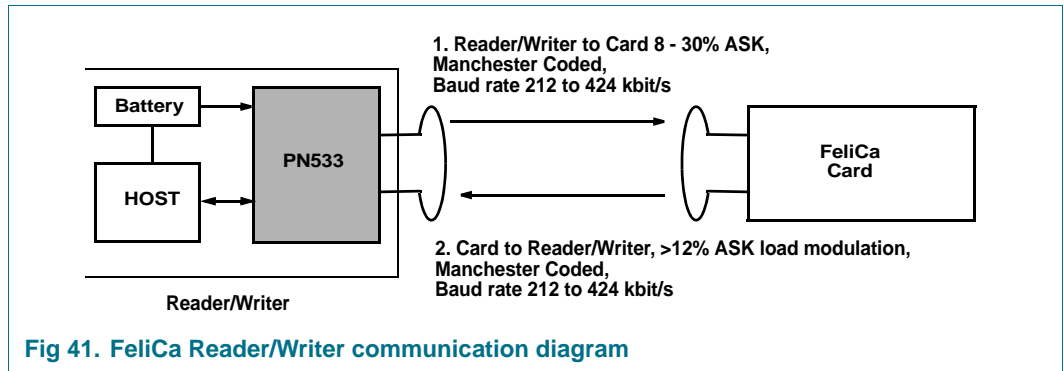 1. Reader/Writer to Card 8 - 30% ASK,
Manchester Coded,
Baud rate 212 to 424 kbit/s
Battery
PN533
HOST
FeliCa
Card
2. Card to Reader/Writer, >12% ASK load modulation,
Manchester Coded,
Baud rate 212 to 424 kbit/s
Reader/Writer
Fig 41. FeliCa Reader/Writer communication diagram